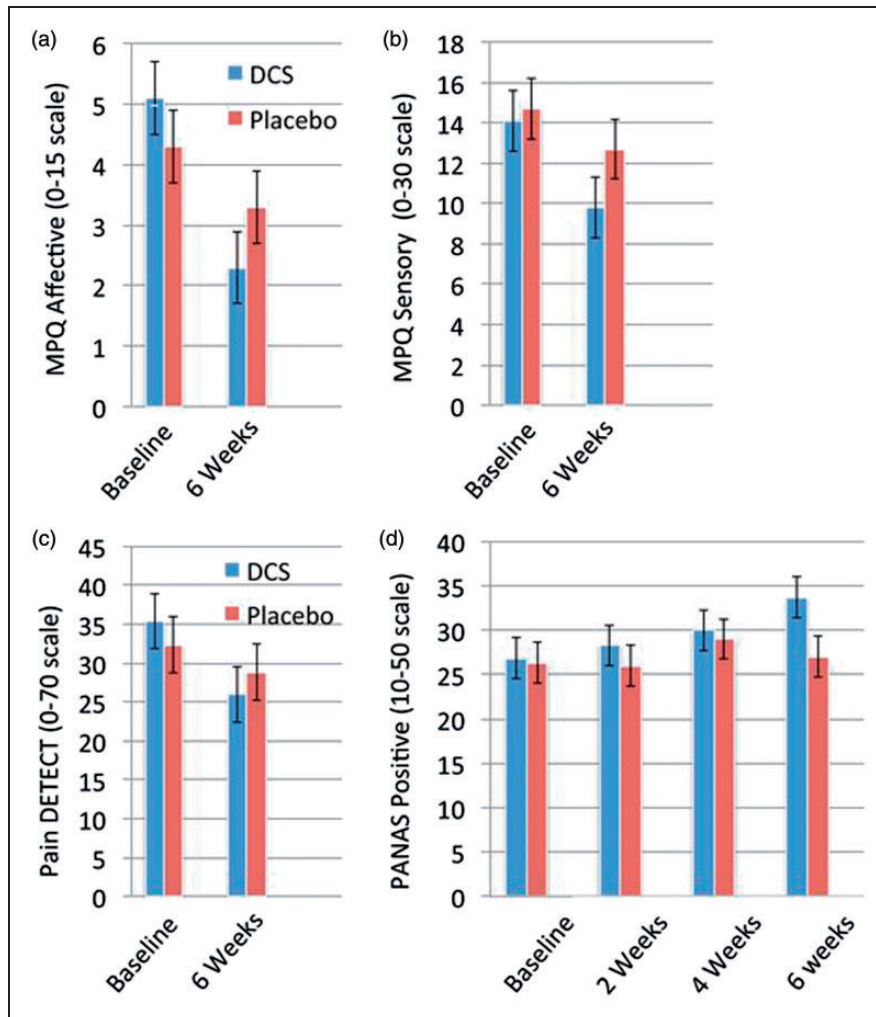 (a)
MPQ Affective (0-15 scale)
6
5
4
3
2
1
0
DCS
Placebo
Baseline
6 Weeks
(b)
MPQ Sensory (0-30 scale)
18
16
14
12
10
8
6
4
2
0
Baseline
6 Weeks
(c)
Pain DETECT (0-70 scale)
45
40
35
30
25
20
15
10
5
0
DCS
Placebo
Baseline
6 Weeks
(d)
PANAS Positive (10-50 scale)
40
35
30
25
20
15
10
5
0
Baseline
2 Weeks
4 Weeks
6 weeks